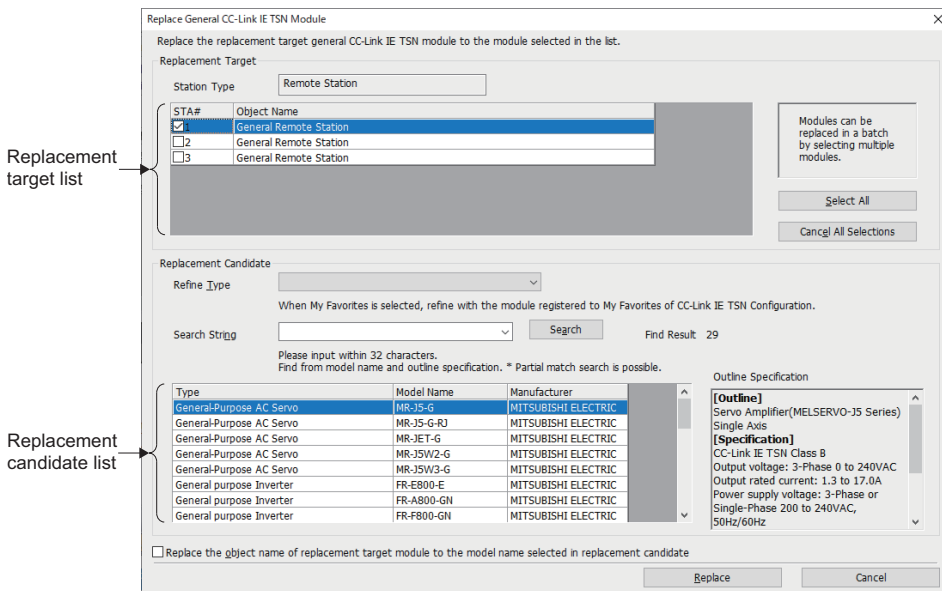 Replace General CC-Link IE TSN Module
Replace the replacement target general CC-Link IE TSN module to the module selected in the list.
Replacement Target
Station Type
Remote Station
STA# Object Name
1 General Remote Station
2 General Remote Station
3 General Remote Station
Modules can be
replaced in a batch
by selecting multiple
modules.
Select All
Cancel All Selections
Replacement
target list
Replacement Candidate
Refine Type
When My Favorites is selected, refine with the module registered to My Favorites of CC-Link IE TSN Configuration.
Search String
Search
Find Result 29
Please input within 32 characters.
Find from model name and outline specification. * Partial match search is possible.
Type Model Name Manufacturer
General-Purpose AC Servo MR-J5-G MITSUBISHI ELECTRIC
General-Purpose AC Servo MR-J5-G-RJ MITSUBISHI ELECTRIC
General-Purpose AC Servo MR-JET-G MITSUBISHI ELECTRIC
General-Purpose AC Servo MR-J5W2-G MITSUBISHI ELECTRIC
General-Purpose AC Servo MR-J5W3-G MITSUBISHI ELECTRIC
General purpose Inverter FR-E800-E MITSUBISHI ELECTRIC
General purpose Inverter FR-A800-GN MITSUBISHI ELECTRIC
General purpose Inverter FR-F800-GN MITSUBISHI ELECTRIC
Replacement
candidate list
Outline Specification
[Outline]
Servo Amplifier(MELSERVO-J5 Series)
Single Axis
[Specification]
CC-Link IE TSN Class B
Output voltage: 3-Phase 0 to 240VAC
Output rated current: 1.3 to 17.0A
Power supply voltage: 3-Phase or
Single-Phase 200 to 240VAC,
50Hz/60Hz
Replace the object name of replacement target module to the model name selected in replacement candidate
Replace
Cancel